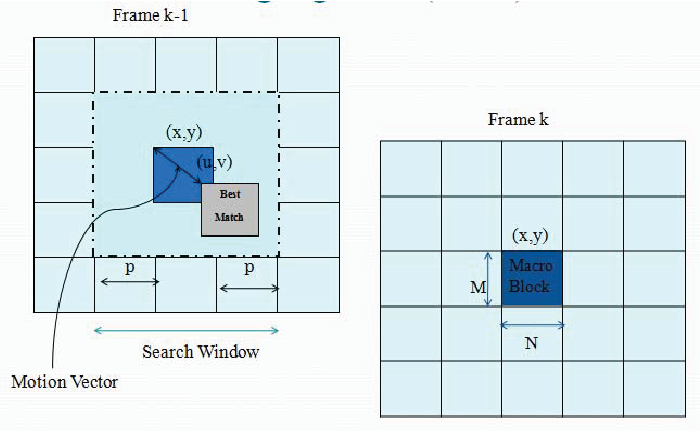 Frame k-1
(x,y)
(u,v)
Best
Match
p
p
Search Window
Motion Vector
Frame k
(x,y)
Macro
Block
M
N